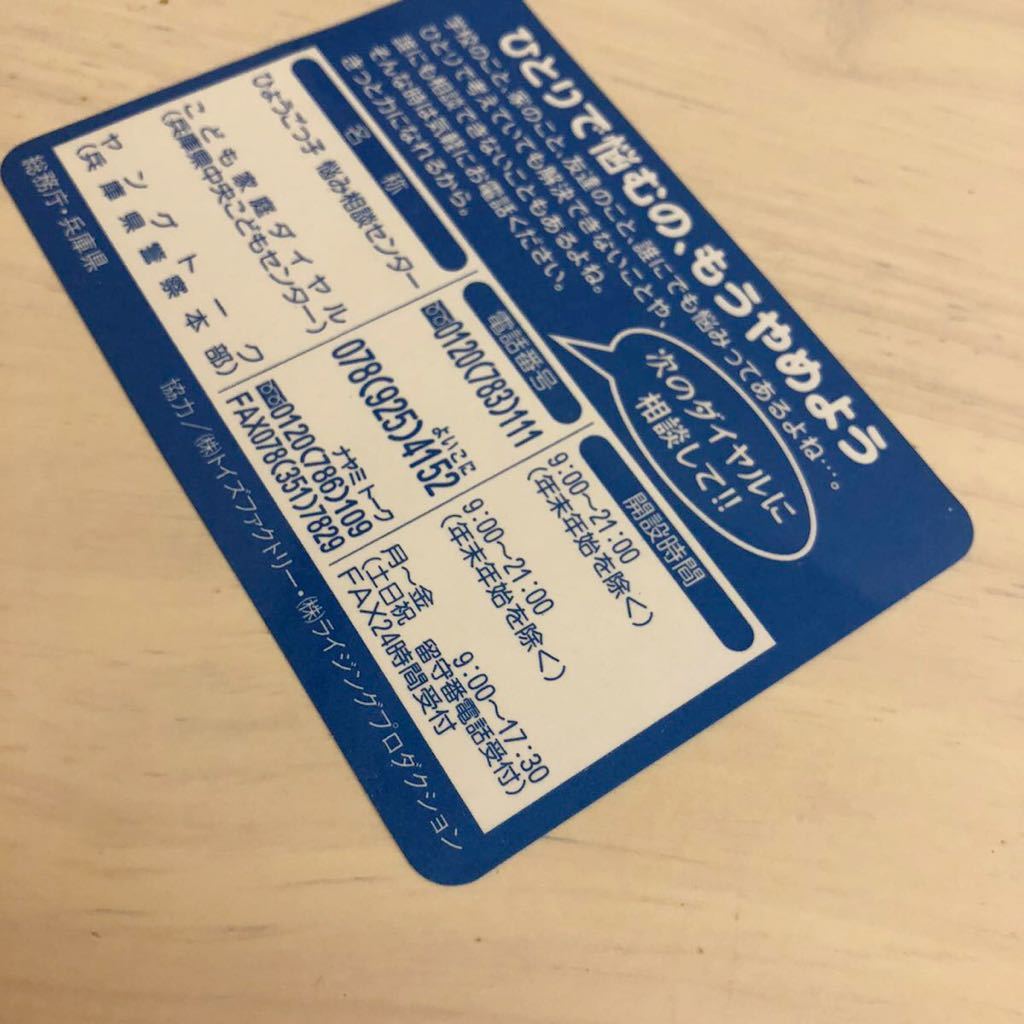 ひとりで悩むの、もうやめよう
学校のこと、家のこと、友達のこと、誰にでも悩みってあるよね…。
ひとりで考えていても解決できないことや、
誰にも相談できないこともあるよね。
そんな時は気軽にお電話ください。
きっと力になれるから。
次のダイヤルに
相談して!!
名称
電話番号
開設時間
ひょうごっ子 悩み相談センター
0120(783)111
9:00～21:00
(年末年始を除く)
こども家庭ダイヤル
(兵庫県中央こどもセンター)
よいこに
078(925)4152
9:00～21:00
(年末年始を除く)
ヤングトーク
(兵庫県警察本部)
ナヤミトーク
0120(786)109
FAX078(351)7829
月～金 9:00～17:30
(土日祝 留守番電話受付)
FAX24時間受付
総務庁・兵庫県
協力/㈱トイズファクトリー・㈱ライジングプロダクション